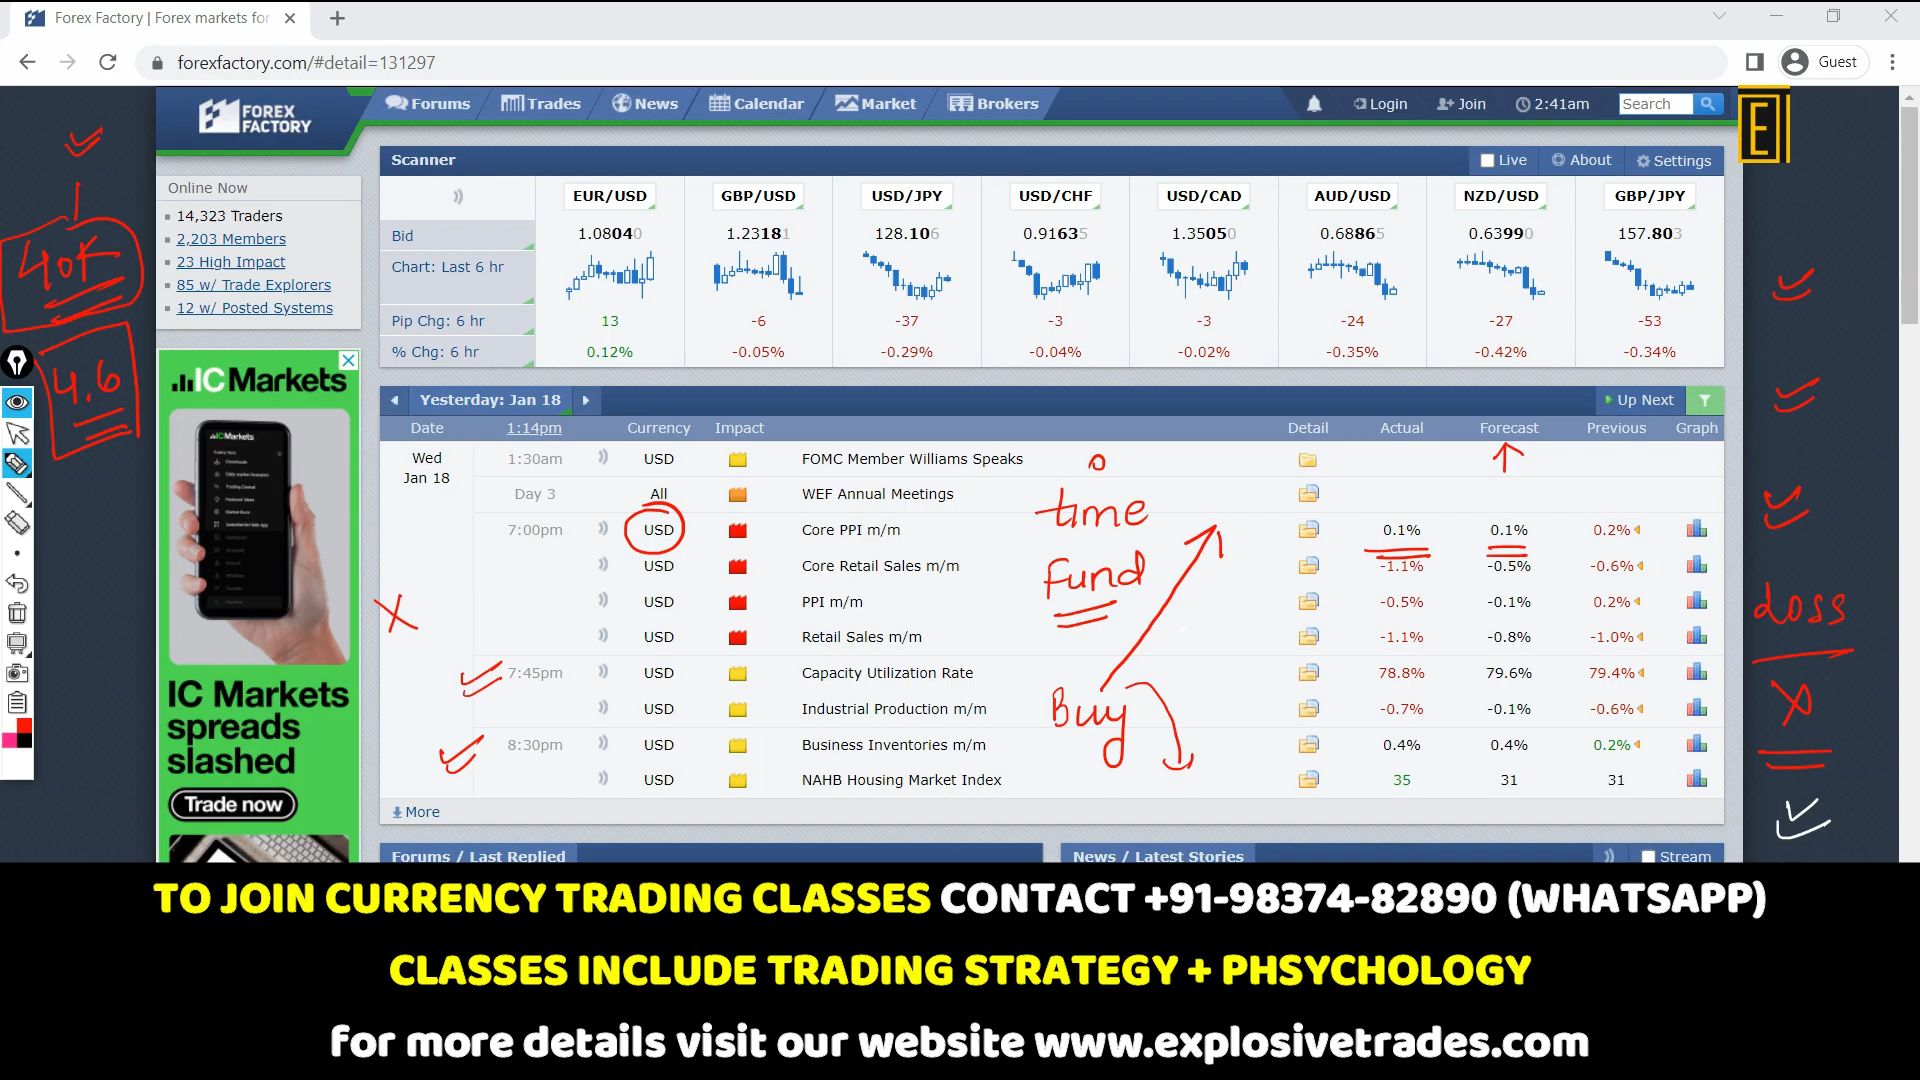 Forex Factory | Forex markets for
forexfactory.com/#detail=131297
Guest
FOREX FACTORY
Forums Trades News Calendar Market Brokers
Login Join 2:41am Search
E
40K
4.6
Online Now
14,323 Traders
2,203 Members
23 High Impact
85 w/ Trade Explorers
12 w/ Posted Systems
IC Markets
IC Markets
spreads
slashed
Trade now
Scanner Live About Settings
EUR/USD GBP/USD USD/JPY USD/CHF USD/CAD AUD/USD NZD/USD GBP/JPY
Bid 1.08040 1.23181 128.106 0.91635 1.35050 0.68865 0.63990 157.803
Chart: Last 6 hr
Pip Chg: 6 hr 13 -6 -37 -3 -3 -24 -27 -53
% Chg: 6 hr 0.12% -0.05% -0.29% -0.04% -0.02% -0.35% -0.42% -0.34%
Yesterday: Jan 18 Up Next
Date 1:14pm Currency Impact Detail Actual Forecast Previous Graph
Wed Jan 18 1:30am USD FOMC Member Williams Speaks
Day 3 All WEF Annual Meetings
7:00pm USD Core PPI m/m 0.1% 0.1% 0.2%
USD Core Retail Sales m/m -1.1% -0.5% -0.6%
USD PPI m/m -0.5% -0.1% 0.2%
USD Retail Sales m/m -1.1% -0.8% -1.0%
7:45pm USD Capacity Utilization Rate 78.8% 79.6% 79.4%
USD Industrial Production m/m -0.7% -0.1% -0.6%
8:30pm USD Business Inventories m/m 0.4% 0.4% 0.2%
USD NAHB Housing Market Index 35 31 31
More
time
Fund
Buy
Loss
Forums / Last Replied
News / Latest Stories Stream
TO JOIN CURRENCY TRADING CLASSES CONTACT +91-98374-82890 (WHATSAPP)
CLASSES INCLUDE TRADING STRATEGY + PHSYCHOLOGY
for more details visit our website www.explosivetrades.com